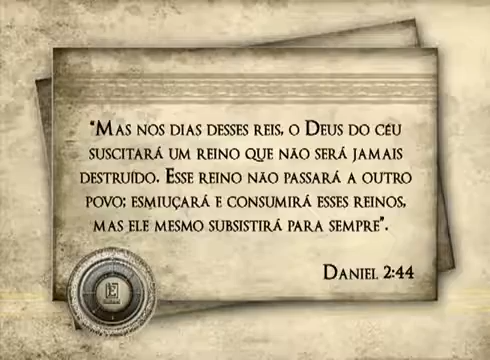 “Mas nos dias desses reis, o Deus do céu
suscitará um reino que não será jamais
destruído. Esse reino não passará a outro
povo; esmiuçará e consumirá esses reinos,
mas ele mesmo subsistirá para sempre”.
Daniel 2:44